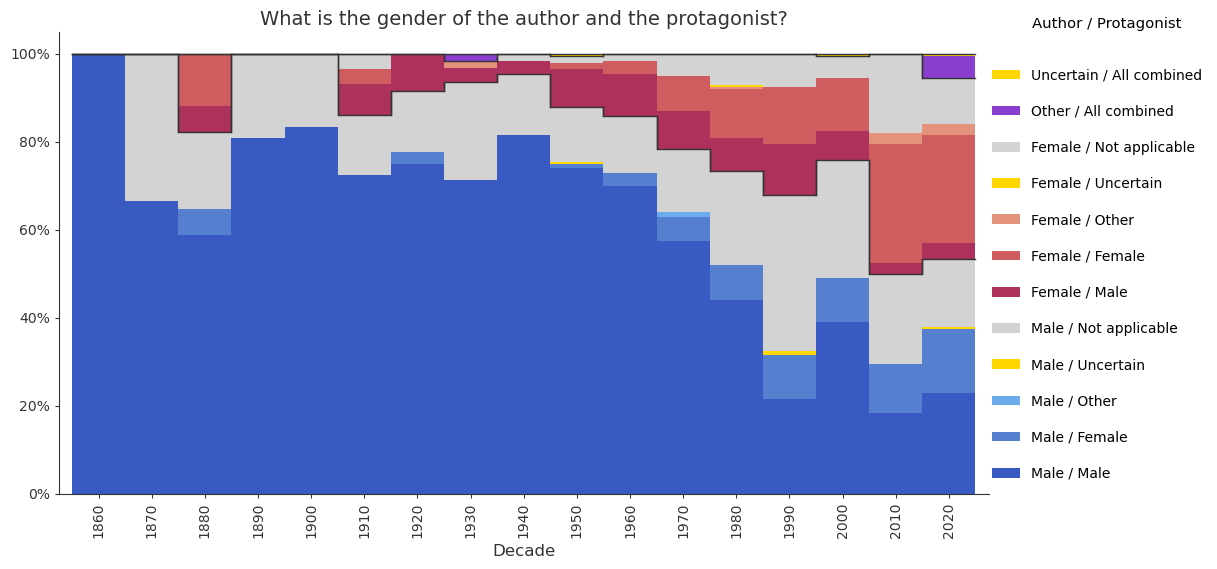 What is the gender of the author and the protagonist?
Author / Protagonist
100%
80%
60%
40%
20%
0%
Uncertain / All combined
Other / All combined
Female / Not applicable
Female / Uncertain
Female / Other
Female / Female
Female / Male
Male / Not applicable
Male / Uncertain
Male / Other
Male / Female
Male / Male
1860
1870
1880
1890
1900
1910
1920
1930
1940
1950
1960
1970
1980
1990
2000
2010
2020
Decade